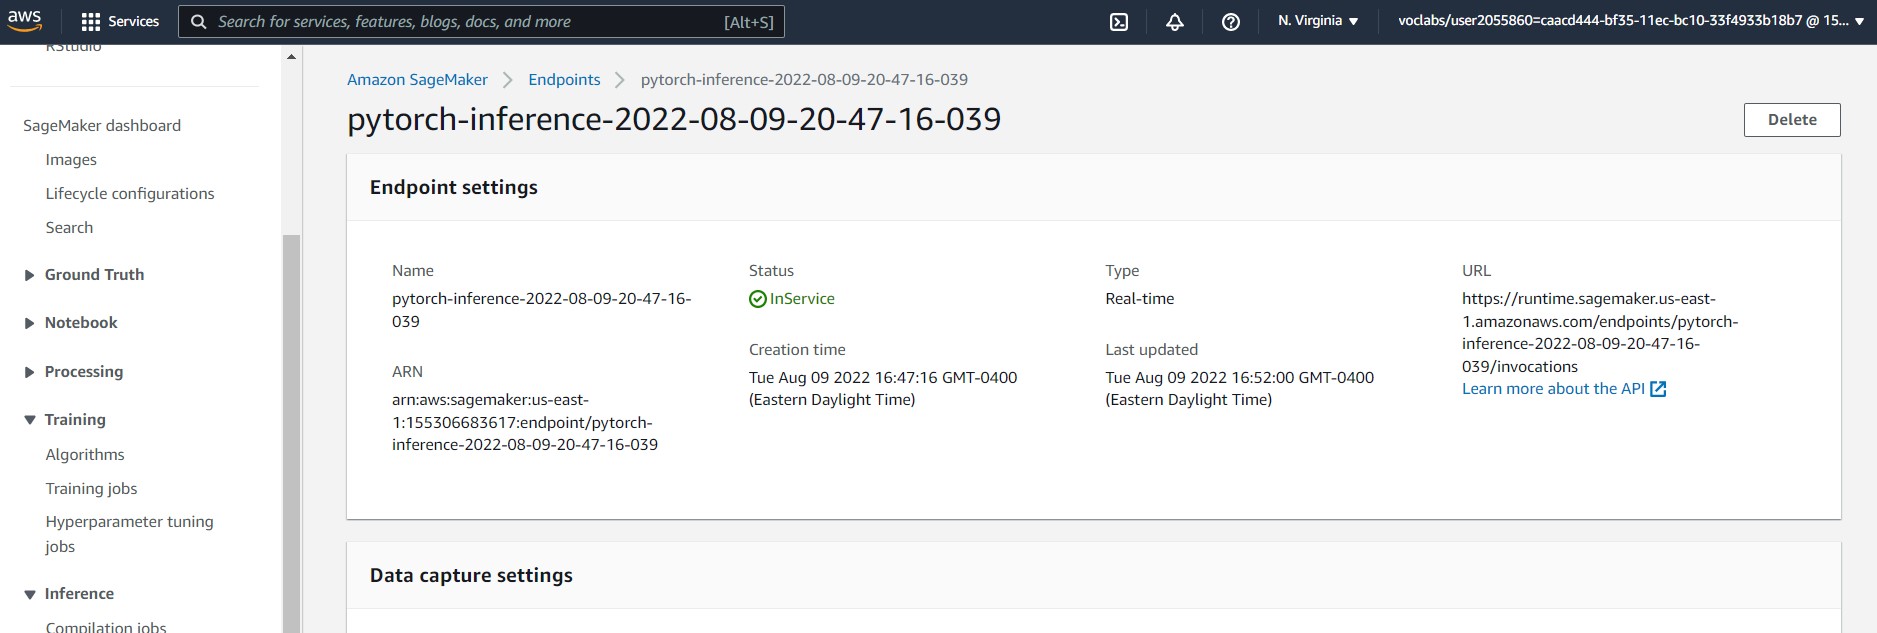 aws
Services
Search for services, features, blogs, docs, and more
[Alt+S]
N. Virginia
voclabs/user2055860=caacd444-bf35-11ec-bc10-33f4933b18b7 @ 15...
RStudio
SageMaker dashboard
Images
Lifecycle configurations
Search
Ground Truth
Notebook
Processing
Training
Algorithms
Training jobs
Hyperparameter tuning
jobs
Inference
Compilation jobs
Amazon SageMaker
Endpoints
pytorch-inference-2022-08-09-20-47-16-039
pytorch-inference-2022-08-09-20-47-16-039
Delete
Endpoint settings
Name
pytorch-inference-2022-08-09-20-47-16-
039
ARN
arn:aws:sagemaker:us-east-
1:155306683617:endpoint/pytorch-
inference-2022-08-09-20-47-16-039
Status
InService
Creation time
Tue Aug 09 2022 16:47:16 GMT-0400
(Eastern Daylight Time)
Type
Real-time
Last updated
Tue Aug 09 2022 16:52:00 GMT-0400
(Eastern Daylight Time)
URL
https://runtime.sagemaker.us-east-
1.amazonaws.com/endpoints/pytorch-
inference-2022-08-09-20-47-16-
039/invocations
Learn more about the API
Data capture settings